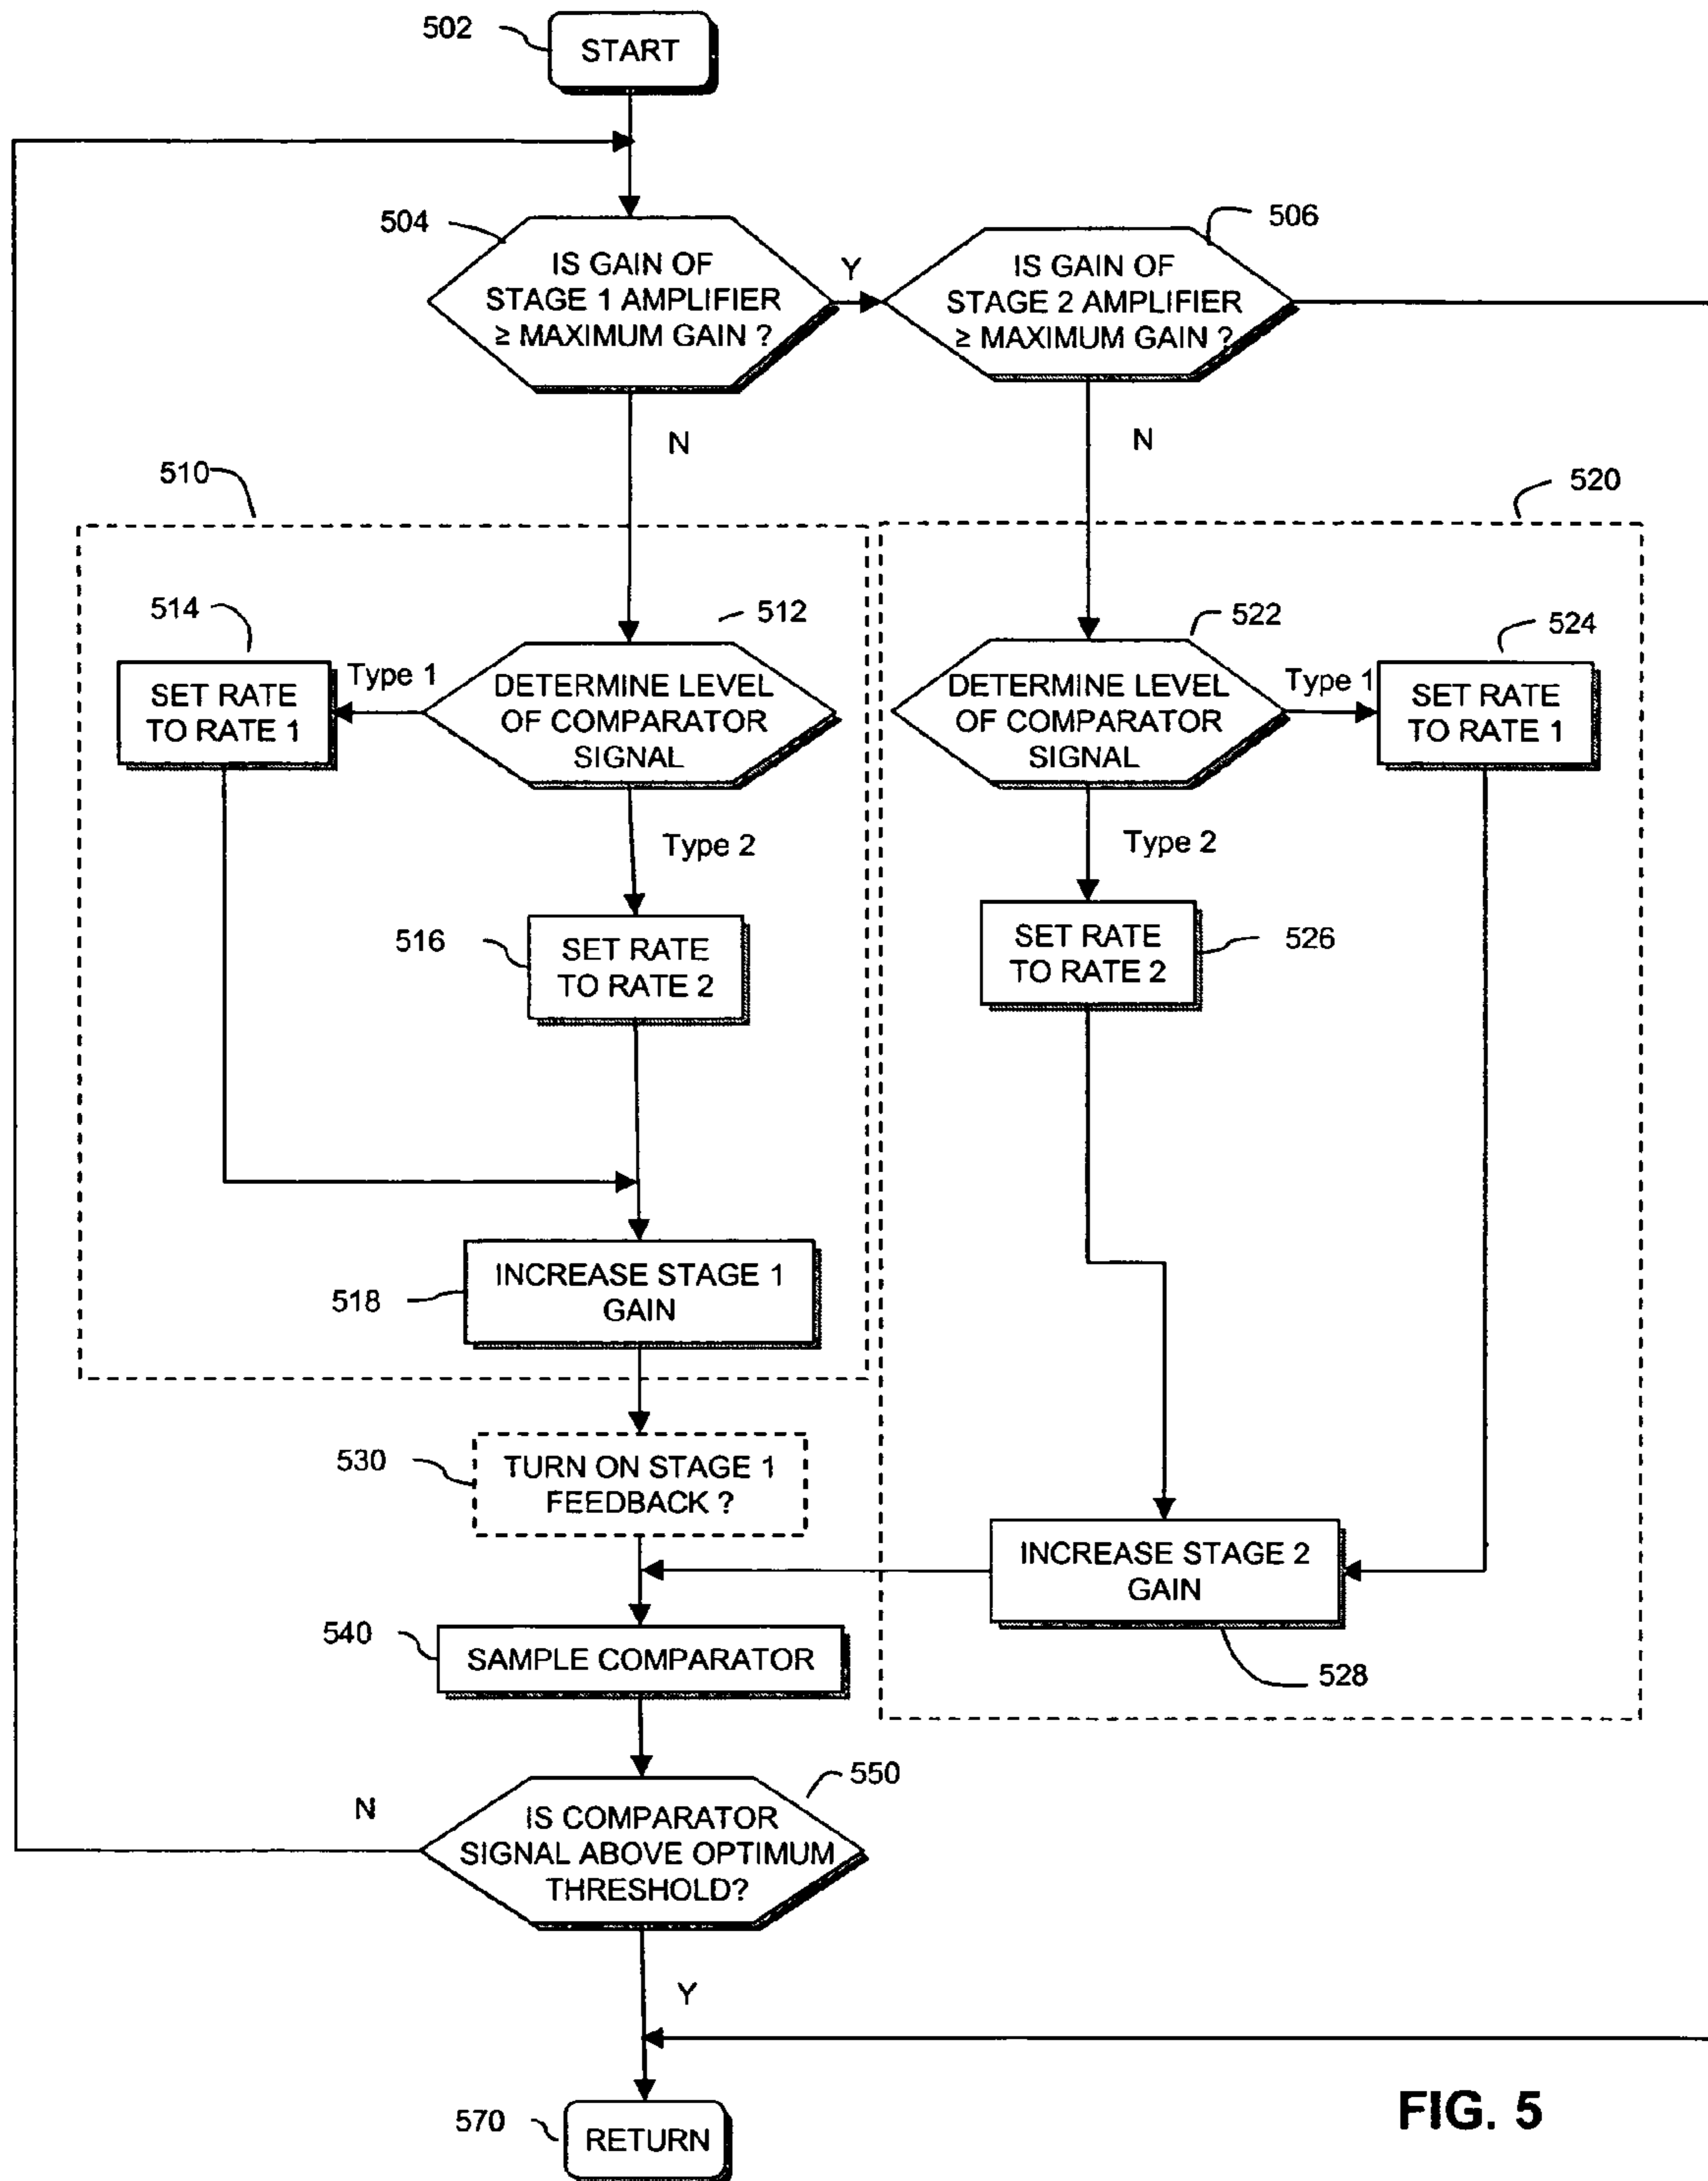 502
START
504
IS GAIN OF
STAGE 1 AMPLIFIER
≥ MAXIMUM GAIN ?
Y
506
IS GAIN OF
STAGE 2 AMPLIFIER
≥ MAXIMUM GAIN ?
N
N
510
520
514
SET RATE
TO RATE 1
Type 1
512
DETERMINE LEVEL
OF COMPARATOR
SIGNAL
522
DETERMINE LEVEL
OF COMPARATOR
SIGNAL
Type 1
524
SET RATE
TO RATE 1
Type 2
Type 2
516
SET RATE
TO RATE 2
SET RATE
TO RATE 2
526
518
INCREASE STAGE 1
GAIN
530
TURN ON STAGE 1
FEEDBACK ?
INCREASE STAGE 2
GAIN
528
540
SAMPLE COMPARATOR
550
N
IS COMPARATOR
SIGNAL ABOVE OPTIMUM
THRESHOLD?
Y
570
RETURN
FIG. 5